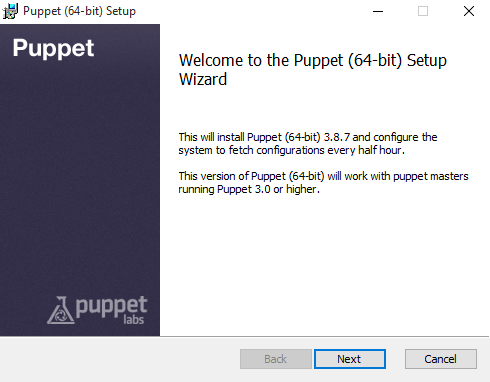 Puppet (64-bit) Setup
Puppet
Welcome to the Puppet (64-bit) Setup
Wizard
This will install Puppet (64-bit) 3.8.7 and configure the
system to fetch configurations every half hour.
This version of Puppet (64-bit) will work with puppet masters
running Puppet 3.0 or higher.
puppet
labs
Back Next Cancel